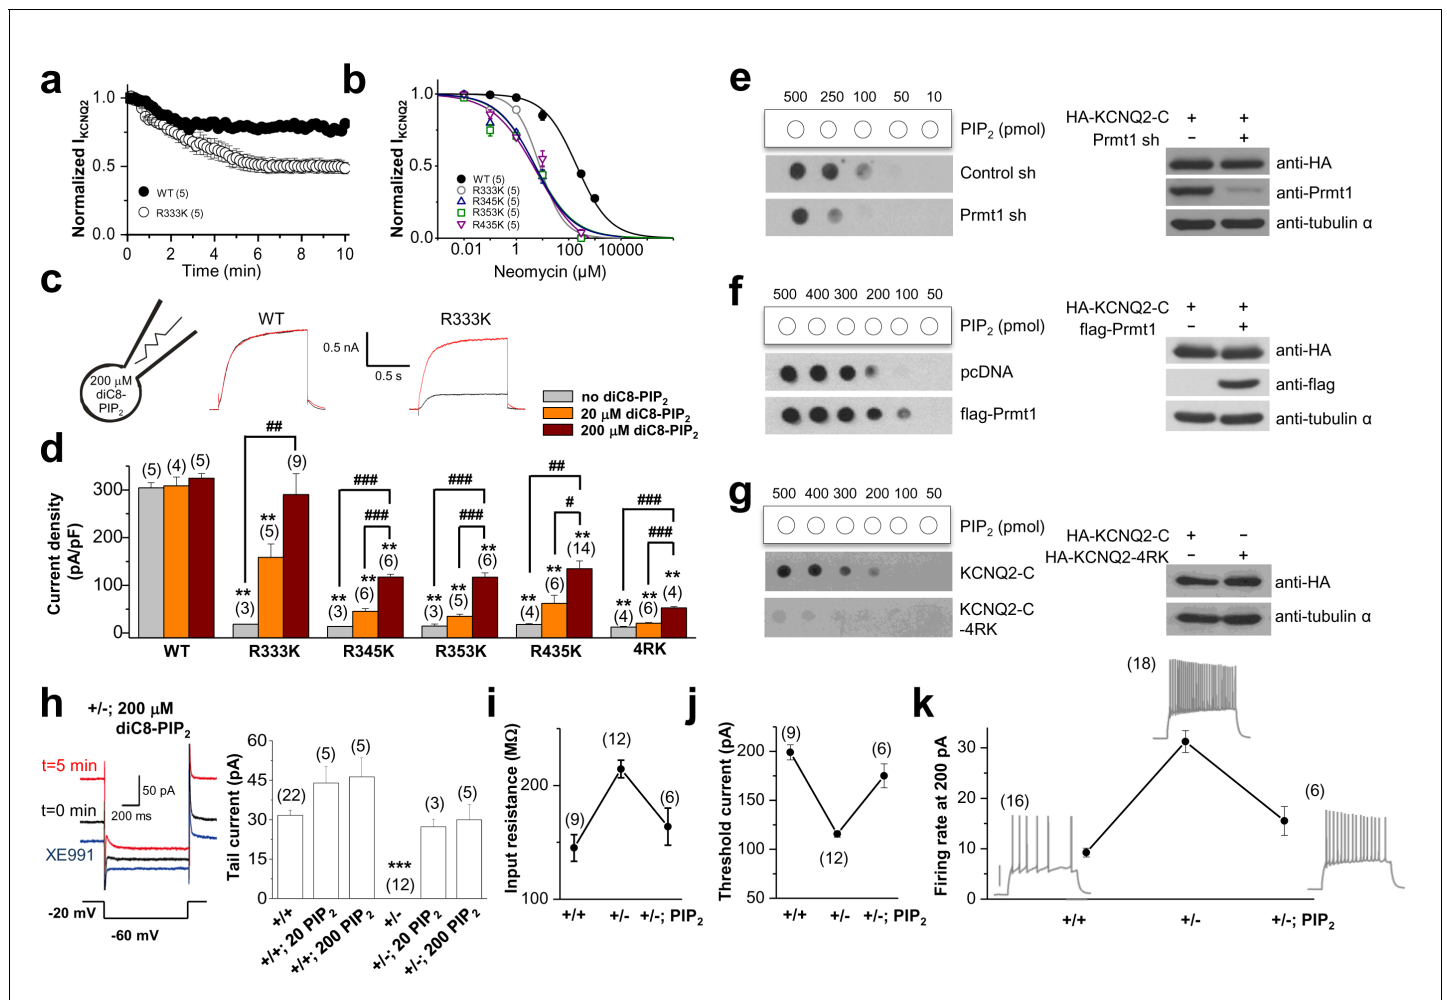 a
Normalized IKCNQ2
1.0
0.5
0.0
WT (5)
R333K (5)
0 2 4 6 8 10
Time (min)
b
Normalized IKCNQ2
1.0
0.5
0.0
WT (5)
R333K (5)
R345K (5)
R353K (5)
R435K (5)
0.01 1 100 10000
Neomycin (µM)
c
200 µM
diC8-
PIP2
WT
0.5 nA
0.5 s
R333K
no diC8-PIP2
20 µM diC8-PIP2
200 µM diC8-PIP2
d
Current density
(pA/pF)
300
200
100
0
(5) (4) (5)
WT
##
** (3)
** (5)
(9)
R333K
###
###
** (3)
** (6)
** (6)
R345K
###
###
** (3)
** (5)
** (6)
R353K
##
#
** (4)
** (6)
** (14)
R435K
###
###
** (4)
** (6)
** (4)
4RK
e
500 250 100 50 10
PIP2 (pmol)
Control sh
Prmt1 sh
HA-KCNQ2-C + +
Prmt1 sh − +
anti-HA
anti-Prmt1
anti-tubulin α
f
500 400 300 200 100 50
PIP2 (pmol)
pcDNA
flag-Prmt1
HA-KCNQ2-C + +
flag-Prmt1 − +
anti-HA
anti-flag
anti-tubulin α
g
500 400 300 200 100 50
PIP2 (pmol)
KCNQ2-C
KCNQ2-C
-4RK
HA-KCNQ2-C + −
HA-KCNQ2-4RK − +
anti-HA
anti-tubulin α
h
+/-; 200 µM
diC8-PIP2
t=5 min
50 pA
200 ms
t=0 min
XE991
-20 mV
-60 mV
Tail current (pA)
60
45
30
15
0
(22)
(5)
(5)
***
(12)
(3)
(5)
+/+
+/+; 20 PIP2
+/+; 200 PIP2
+/-
+/-; 20 PIP2
+/-; 200 PIP2
i
Input resistance (MΩ)
200
100
(9)
(12)
(6)
+/+ +/- +/-; PIP2
j
Threshold current (pA)
200
150
100
50
(9)
(12)
(6)
+/+ +/- +/-; PIP2
k
Firing rate at 200 pA
30
20
10
0
(16)
(18)
(6)
+/+ +/- +/-; PIP2